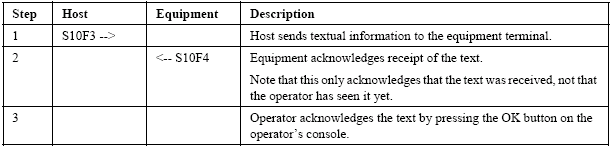 Step Host Equipment Description
1 S10F3 --> Host sends textual information to the equipment terminal.
2 <-- S10F4 Equipment acknowledges receipt of the text.
Note that this only acknowledges that the text was received, not that
the operator has seen it yet.
3 Operator acknowledges the text by pressing the OK button on the
operator’s console.